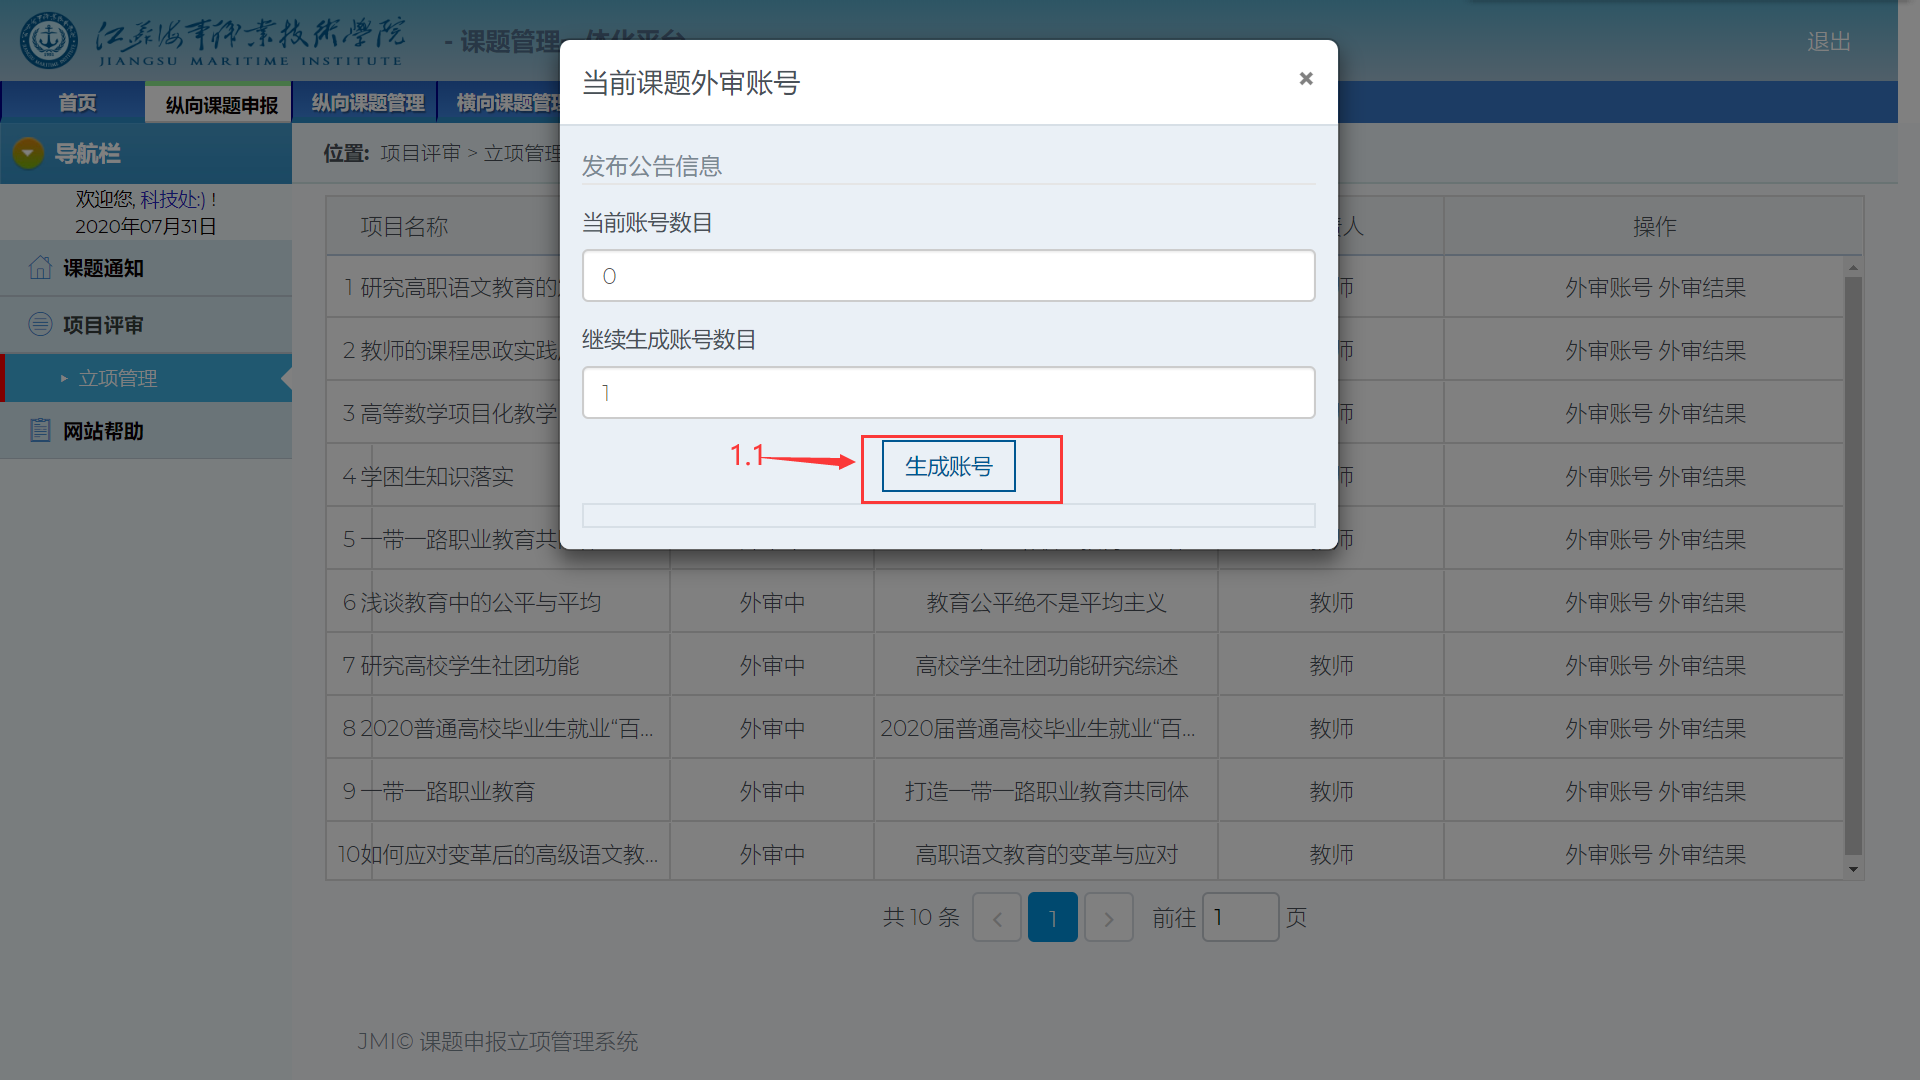 江苏海事职业技术学院
JIANGSU MARITIME INSTITUTE
- 课题管理一体化平台
退出
首页 纵向课题申报 纵向课题管理 横向课题管理
导航栏
欢迎您, 科技处:) !
2020年07月31日
课题通知
项目评审
立项管理
网站帮助
位置: 项目评审 > 立项管理
当前课题外审账号
×
发布公告信息
当前账号数目
0
继续生成账号数目
1
1.1
生成账号
项目名称 人 操作
1 研究高职语文教育的 师 外审账号 外审结果
2 教师的课程思政实践 师 外审账号 外审结果
3 高等数学项目化教学 师 外审账号 外审结果
4 学困生知识落实 师 外审账号 外审结果
5 一带一路职业教育共 师 外审账号 外审结果
6 浅谈教育中的公平与平均 外审中 教育公平绝不是平均主义 教师 外审账号 外审结果
7 研究高校学生社团功能 外审中 高校学生社团功能研究综述 教师 外审账号 外审结果
8 2020普通高校毕业生就业“百... 外审中 2020届普通高校毕业生就业“百... 教师 外审账号 外审结果
9 一带一路职业教育 外审中 打造一带一路职业教育共同体 教师 外审账号 外审结果
10 如何应对变革后的高级语文教... 外审中 高职语文教育的变革与应对 教师 外审账号 外审结果
共 10 条 < 1 > 前往 1 页
JMI© 课题申报立项管理系统